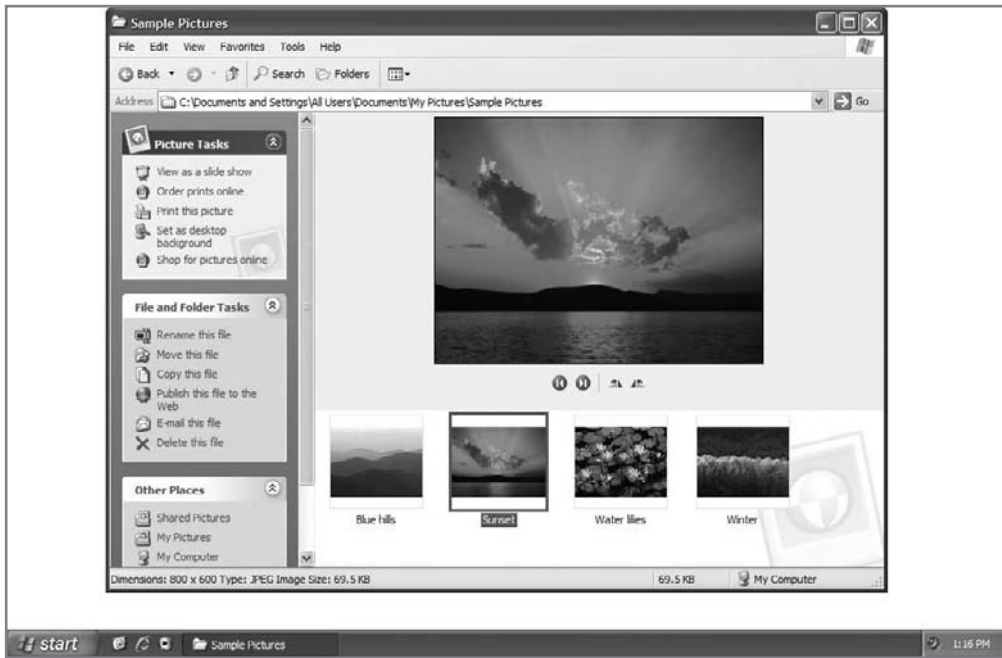 Sample Pictures
File Edit View Favorites Tools Help
Back Search Folders
Address C:\Documents and Settings\All Users\Documents\My Pictures\Sample Pictures Go
Picture Tasks
View as a slide show
Order prints online
Print this picture
Set as desktop
background
Shop for pictures online
File and Folder Tasks
Rename this file
Move this file
Copy this file
Publish this file to the
Web
E-mail this file
Delete this file
Other Places
Shared Pictures
My Pictures
My Computer
Blue hills Sunset Water lilies Winter
Dimensions: 800 x 600 Type: JPEG Image Size: 69.5 KB 69.5 KB My Computer
start Sample Pictures 1:16 PM